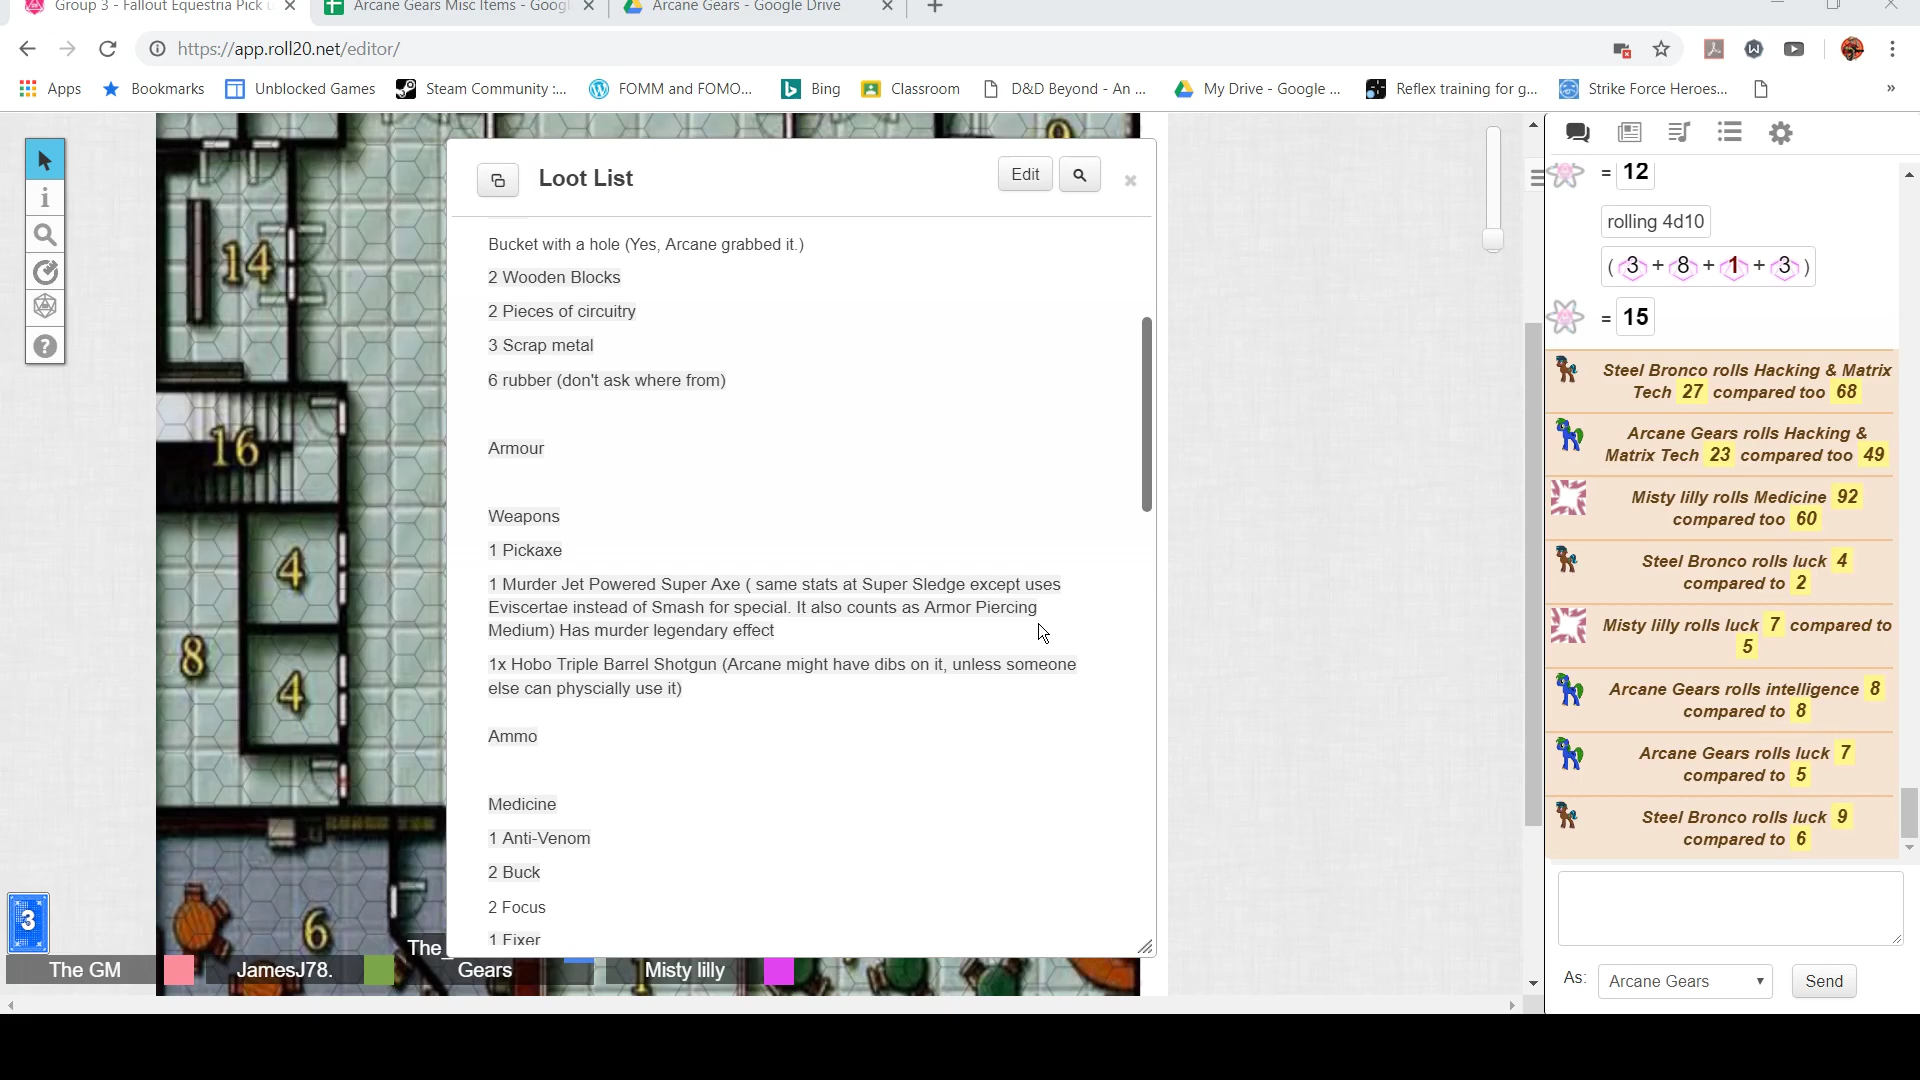 Group 3 - Fallout Equestria Pick u
Arcane Gears Misc Items - Googl
Arcane Gears - Google Drive
https://app.roll20.net/editor/
Apps
Bookmarks
Unblocked Games
Steam Community :...
FOMM and FOMO...
Bing
Classroom
D&D Beyond - An ...
My Drive - Google ...
Reflex training for g...
Strike Force Heroes...
»
14
16
4
8
4
6
3
Loot List
Edit
Bucket with a hole (Yes, Arcane grabbed it.)
2 Wooden Blocks
2 Pieces of circuitry
3 Scrap metal
6 rubber (don't ask where from)
Armour
Weapons
1 Pickaxe
1 Murder Jet Powered Super Axe ( same stats at Super Sledge except uses
Eviscertae instead of Smash for special. It also counts as Armor Piercing
Medium) Has murder legendary effect
1x Hobo Triple Barrel Shotgun (Arcane might have dibs on it, unless someone
else can physcially use it)
Ammo
Medicine
1 Anti-Venom
2 Buck
2 Focus
1 Fixer
The GM
JamesJ78.
The_
Gears
Misty lilly
= 12
rolling 4d10
(3+8+1+3)
= 15
Steel Bronco rolls Hacking & Matrix
Tech 27 compared too 68
Arcane Gears rolls Hacking &
Matrix Tech 23 compared too 49
Misty lilly rolls Medicine 92
compared too 60
Steel Bronco rolls luck 4
compared to 2
Misty lilly rolls luck 7 compared to
5
Arcane Gears rolls intelligence 8
compared to 8
Arcane Gears rolls luck 7
compared to 5
Steel Bronco rolls luck 9
compared to 6
As:
Arcane Gears
Send